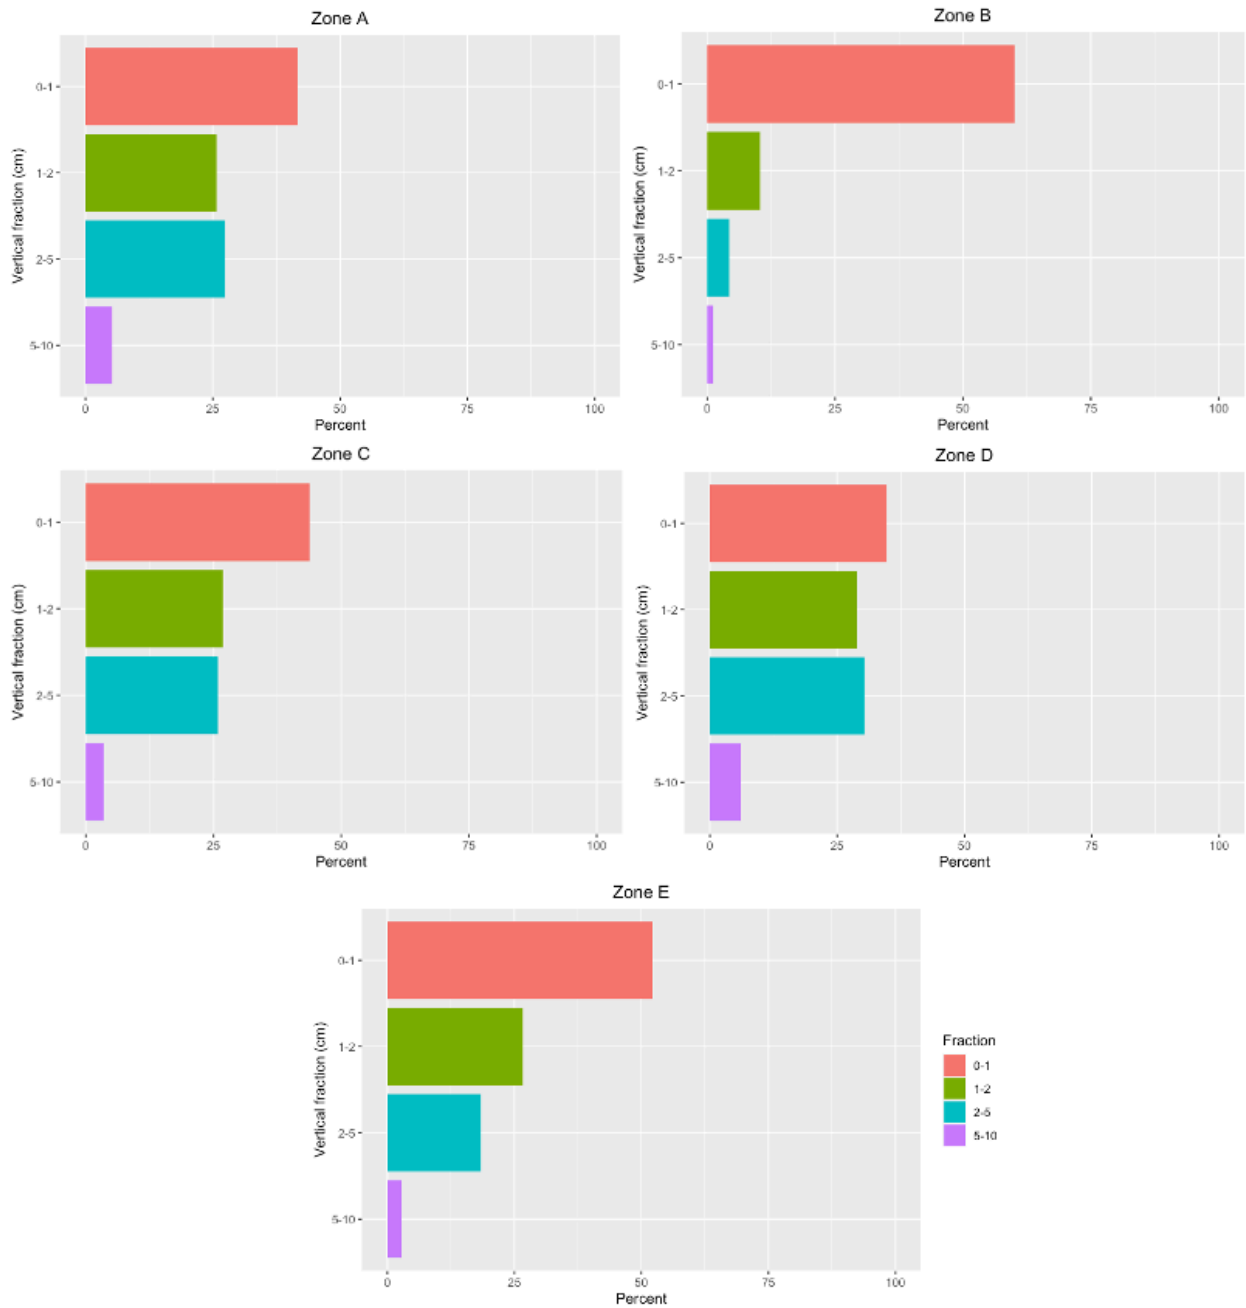 Zone A
Vertical fraction (cm)
0-1
1-2
2-5
5-10
0 25 50 75 100
Percent
Zone B
Vertical fraction (cm)
0-1
1-2
2-5
5-10
0 25 50 75 100
Percent
Zone C
Vertical fraction (cm)
0-1
1-2
2-5
5-10
0 25 50 75 100
Percent
Zone D
Vertical fraction (cm)
0-1
1-2
2-5
5-10
0 25 50 75 100
Percent
Zone E
Vertical fraction (cm)
0-1
1-2
2-5
5-10
0 25 50 75 100
Percent
Fraction
0-1
1-2
2-5
5-10